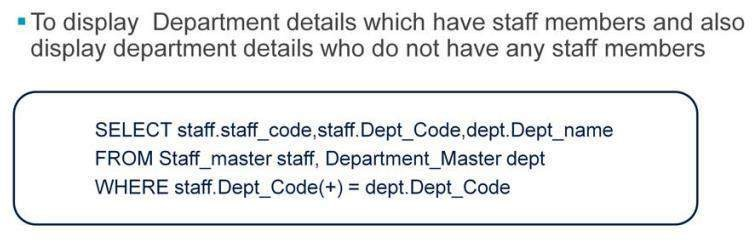 To display Department details which have staff members and also
display department details who do not have any staff members
SELECT staff.staff_code,staff.Dept_Code,dept.Dept_name
FROM Staff_master staff, Department_Master dept
WHERE staff.Dept_Code(+) = dept.Dept_Code